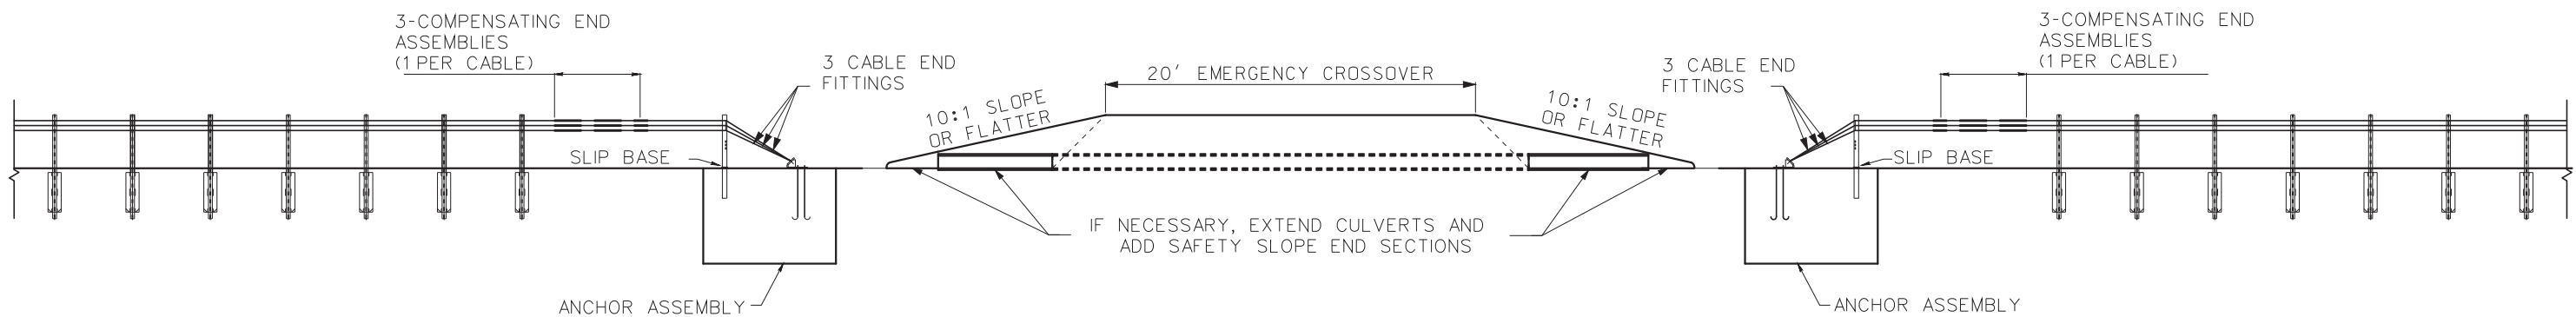 3-COMPENSATING END
ASSEMBLIES
(1 PER CABLE)
3 CABLE END
FITTINGS
SLIP BASE
ANCHOR ASSEMBLY
10:1 SLOPE
OR FLATTER
20' EMERGENCY CROSSOVER
10:1 SLOPE
OR FLATTER
IF NECESSARY, EXTEND CULVERTS AND
ADD SAFETY SLOPE END SECTIONS
3 CABLE END
FITTINGS
3-COMPENSATING END
ASSEMBLIES
(1 PER CABLE)
SLIP BASE
ANCHOR ASSEMBLY